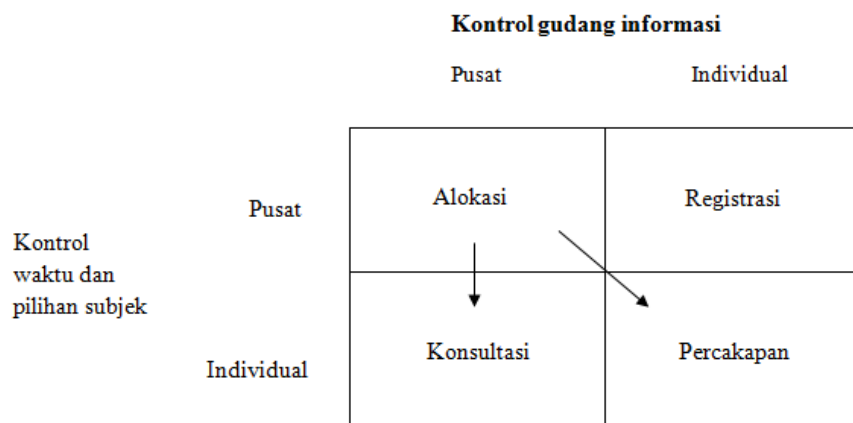 Kontrol gudang informasi
Pusat
Individual
Alokasi
Registrasi
Pusat
Kontrol
waktu dan
pilihan subjek
Konsultasi
Percakapan
Individual